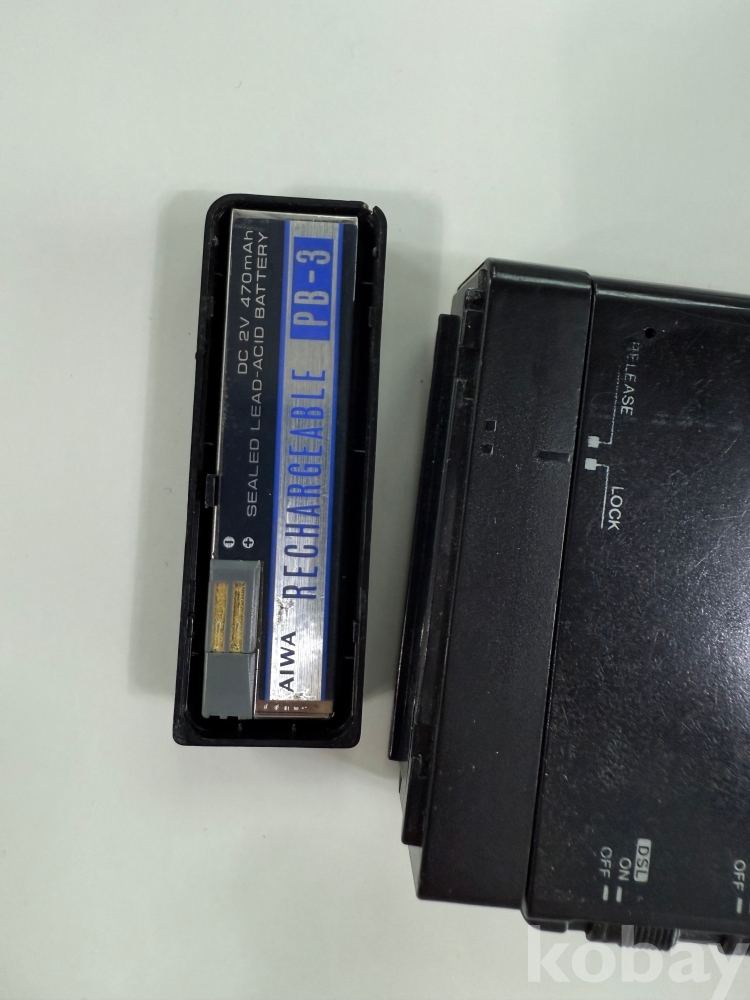 DC 2V 470mAh
SEALED LEAD-ACID BATTERY
⊖
⊕
AIWA RECHARGEABLE PB-3
RELEASE
LOCK
DSL
ON
OFF
OFF
kobay